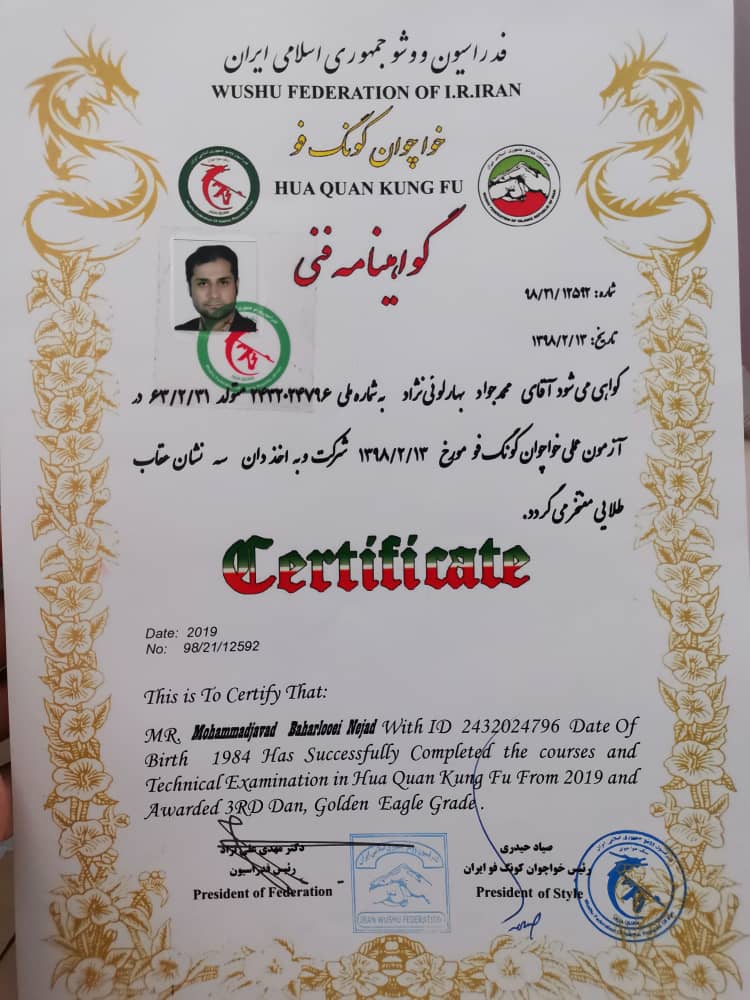 فدراسیون ووشو جمهوری اسلامی ایران
WUSHU FEDERATION OF I.R.IRAN
خواچوان کونگ فو
HUA QUAN KUNG FU
گواهینامه فنی
شماره: ۹۸/۲۱/۱۲۵۹۲
تاریخ: ۱۳۹۸/۲/۱۳
گواهی می شود آقای محمدجواد بهارلوئی نژاد به شماره ملی ۲۴۳۲۰۲۴۷۹۶ متولد ۶۳/۲/۳۱ در
آزمون عملی خواچوان کونگ فو مورخ ۱۳۹۸/۲/۱۳ شرکت و به اخذ دان سه نشان عقاب
طلایی مفتخر می گردد.
Certificate
Date: 2019
No: 98/21/12592
This is To Certify That:
MR. Mohammadjavad Baharlooei Nejad With ID 2432024796 Date Of
Birth 1984 Has Successfully Completed the courses and
Technical Examination in Hua Quan Kung Fu From 2019 and
Awarded 3RD Dan, Golden Eagle Grade.
دکتر مهدی علی نژاد
رئیس فدراسیون
President of Federation
IRAN WUSHU FEDERATION
صیاد حیدری
رئیس خواچوان کونگ فو ایران
President of Style